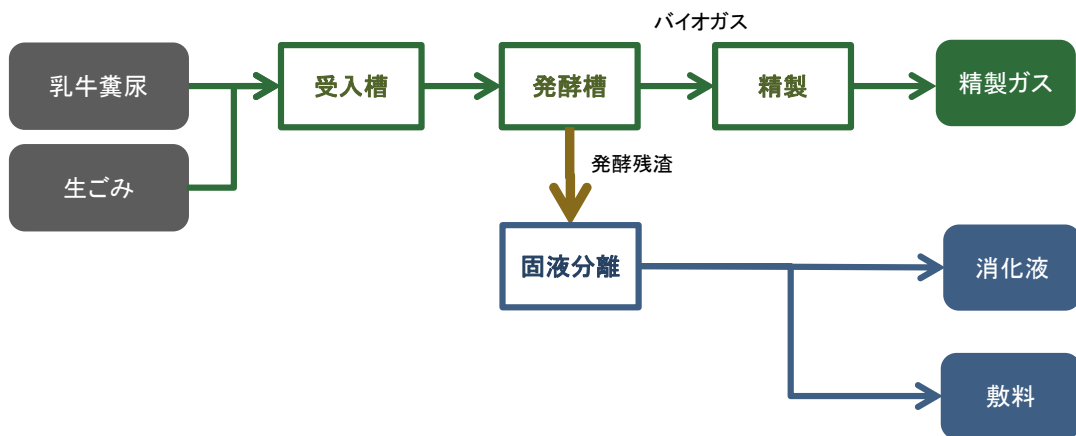 バイオガス
乳牛糞尿
受入槽
発酵槽
精製
精製ガス
生ごみ
発酵残渣
固液分離
消化液
敷料